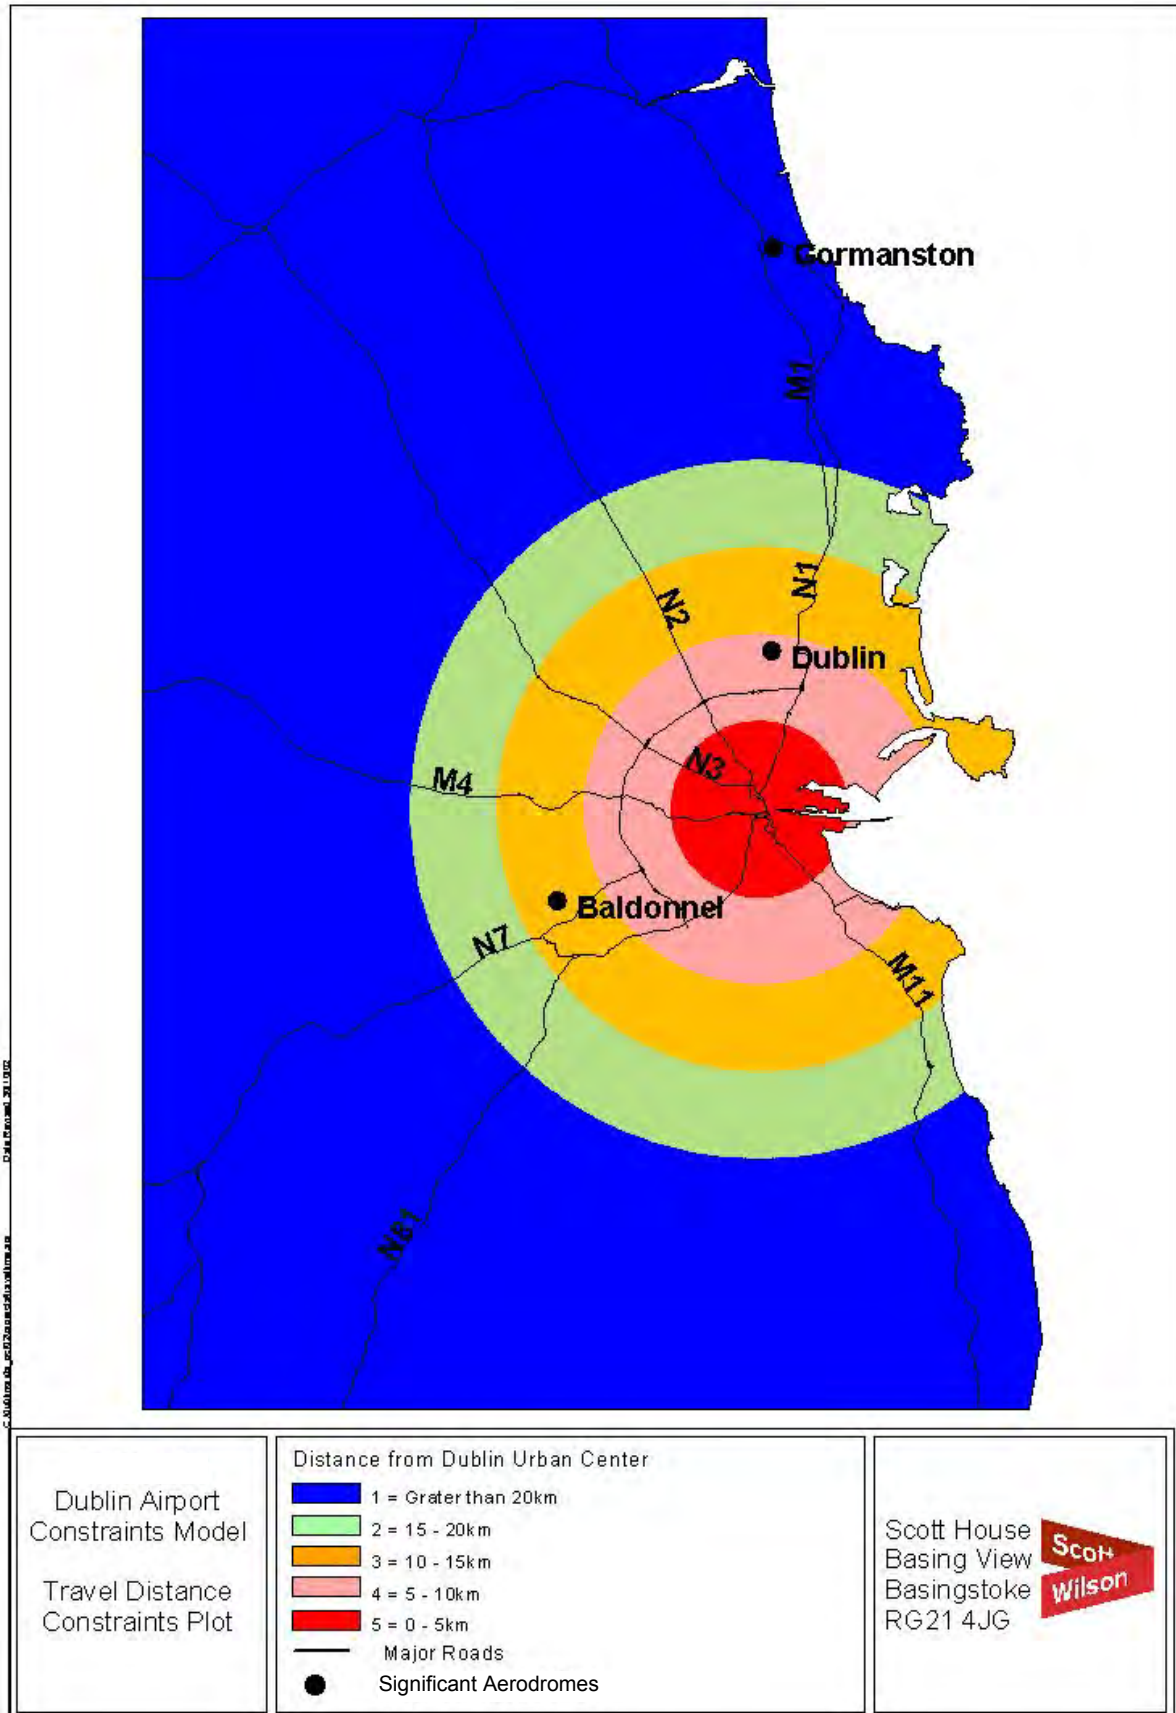 Gormanston
M1
N1
N2
Dublin
N3
M4
Baldonnel
N7
M11
N81
Dublin Airport
Constraints Model
Travel Distance
Constraints Plot
Distance from Dublin Urban Center
1 = Grater than 20km
2 = 15 - 20km
3 = 10 - 15km
4 = 5 - 10km
5 = 0 - 5km
Major Roads
Significant Aerodromes
Scott House
Basing View
Basingstoke
RG21 4JG
Scott
Wilson